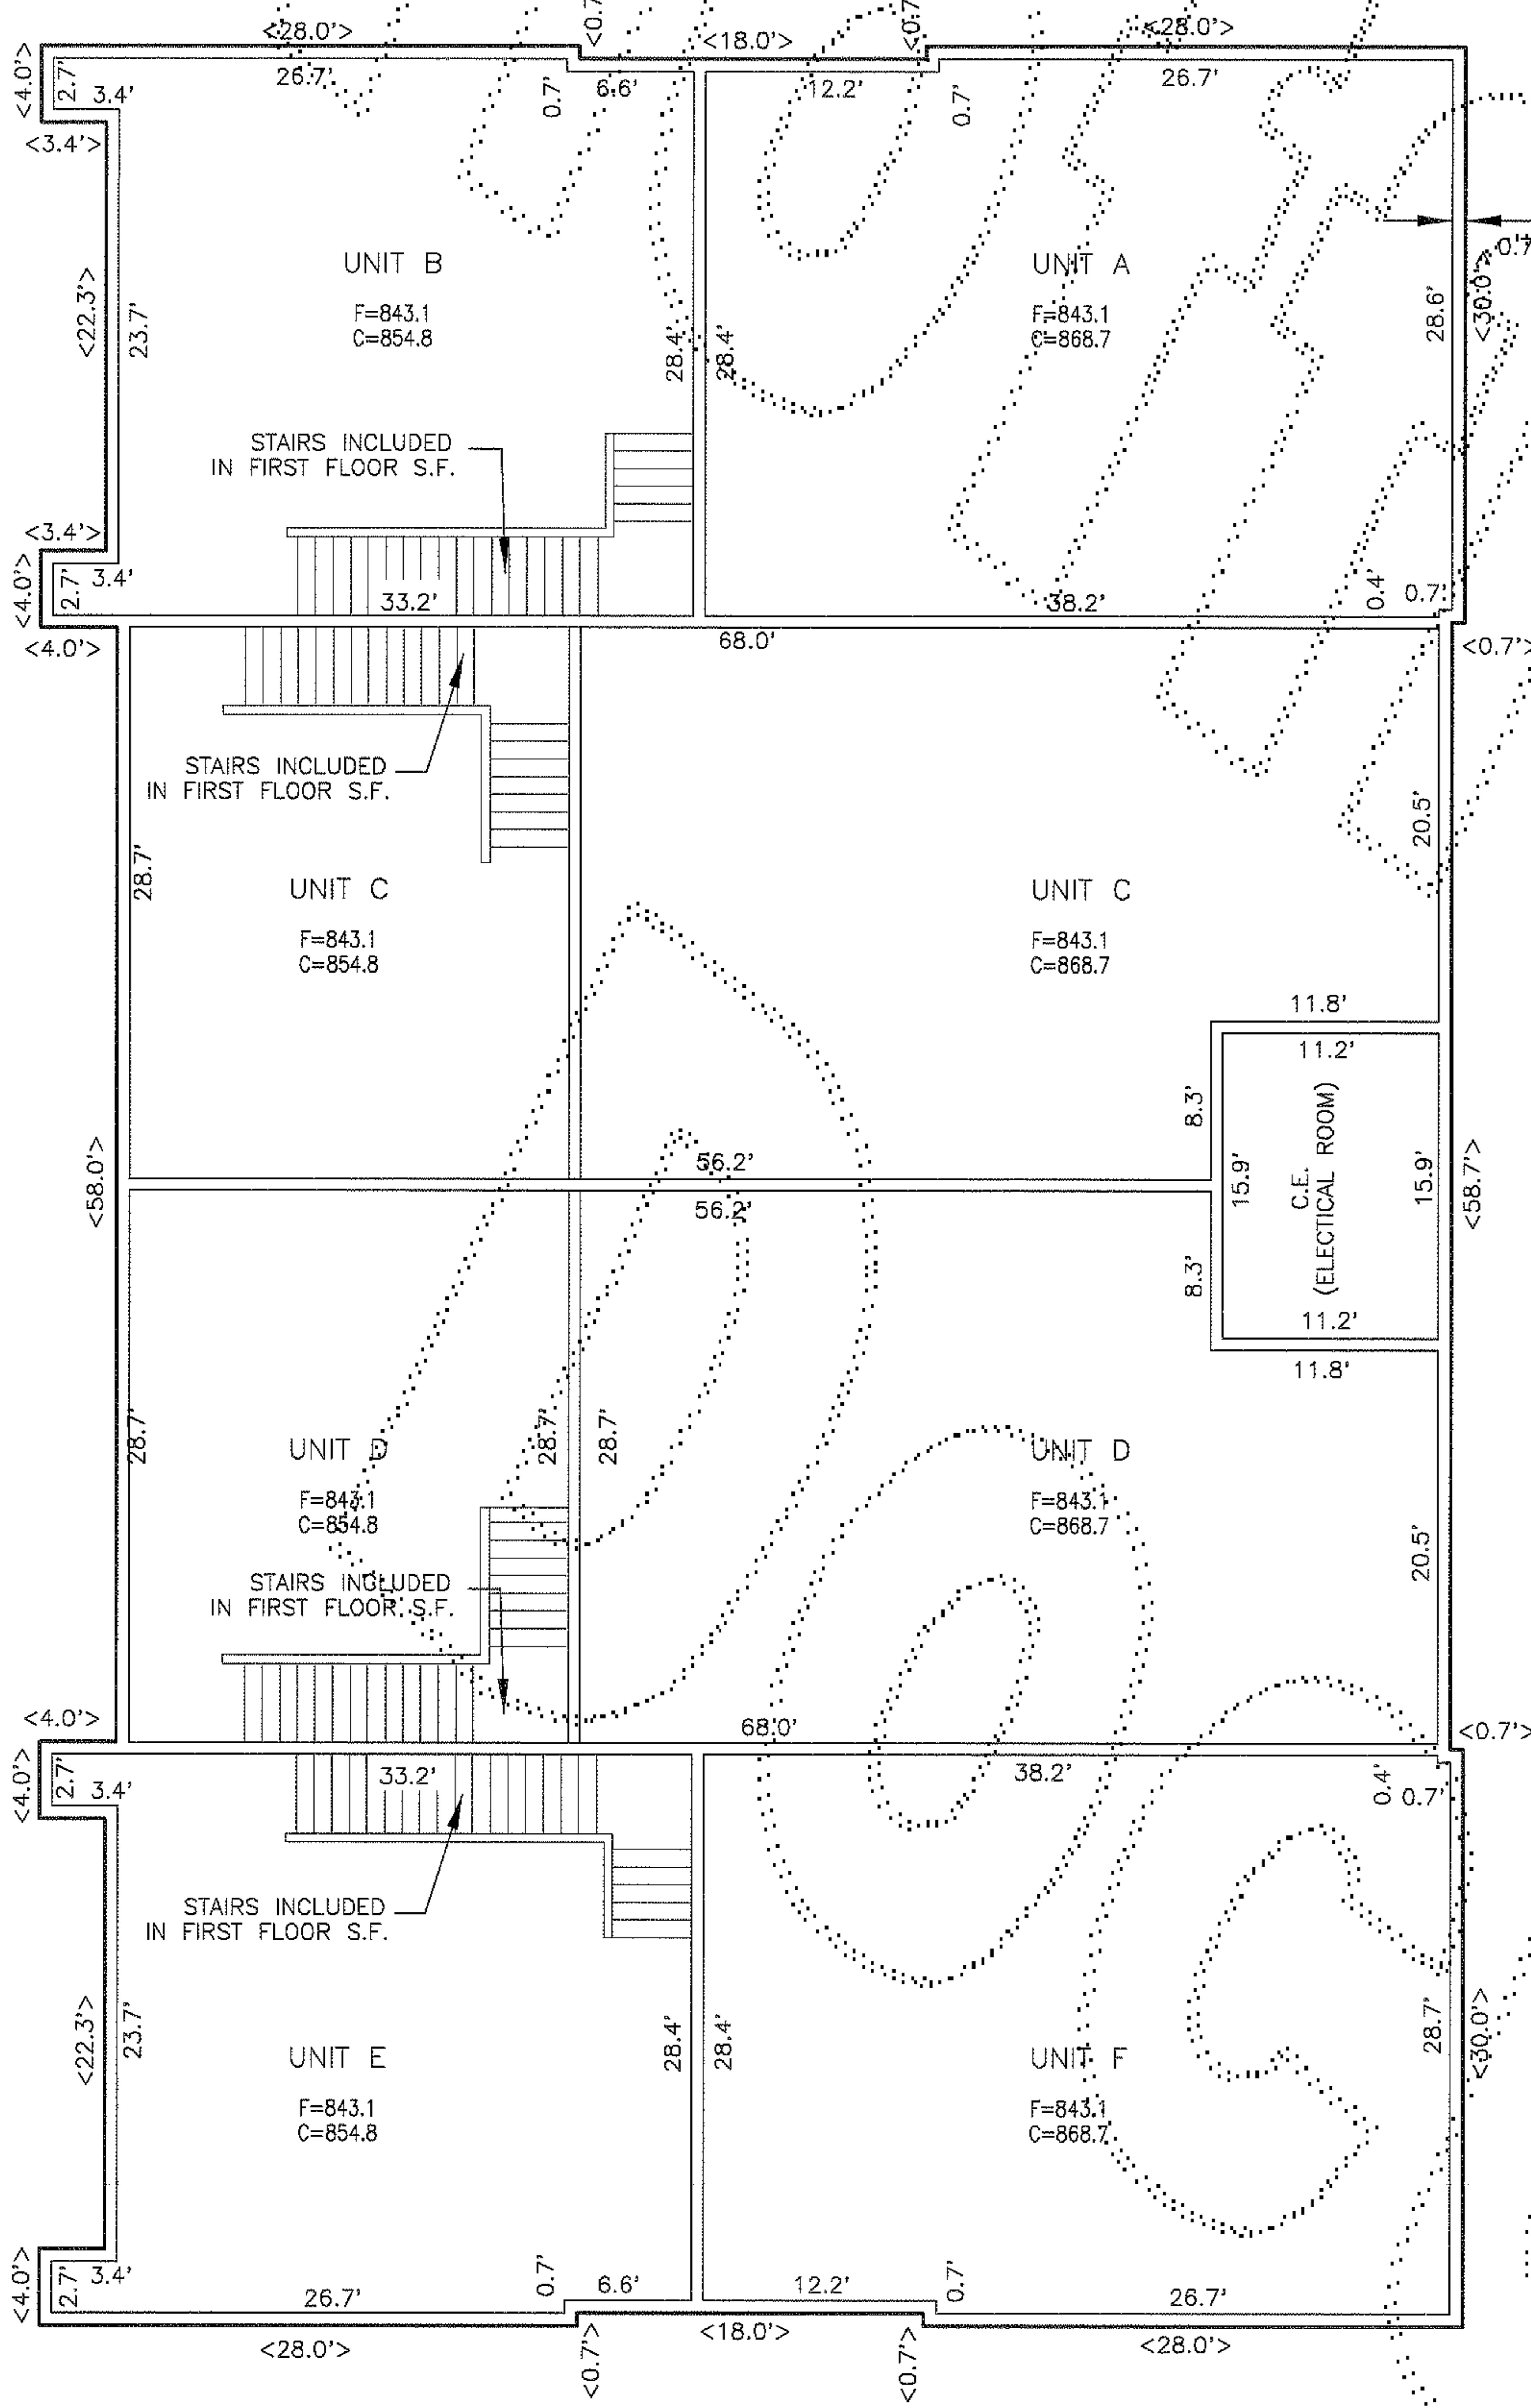 <28.0'>
<0.7
<18.0'>
<0.7
<28.0'>
<4.0'>
2.7'
3.4'
26.7'
0.7'
6.6'
12.2'
0.7'
26.7'
<3.4'>
0.7'
UNIT B
F=843.1
C=854.8
UNIT A
F=843.1
C=868.7
<22.3'>
23.7'
28.4'
28.4'
28.6'
<30.0'>
STAIRS INCLUDED
IN FIRST FLOOR S.F.
<3.4'>
<4.0'>
2.7'
3.4'
33.2'
38.2'
0.4'
0.7'
<4.0'>
68.0'
<0.7'>
STAIRS INCLUDED
IN FIRST FLOOR S.F.
28.7'
20.5'
UNIT C
F=843.1
C=854.8
UNIT C
F=843.1
C=868.7
11.8'
11.2'
8.3'
<58.0'>
56.2'
56.2'
15.9'
C.E.
(ELECTICAL ROOM)
15.9'
<58.7'>
8.3'
11.2'
11.8'
28.7'
UNIT D
F=843.1
C=854.8
28.7'
28.7'
UNIT D
F=843.1
C=868.7
20.5'
STAIRS INCLUDED
IN FIRST FLOOR S.F.
<4.0'>
68.0'
<0.7'>
<4.0'>
2.7'
3.4'
33.2'
38.2'
0.4'
0.7'
STAIRS INCLUDED
IN FIRST FLOOR S.F.
<22.3'>
23.7'
UNIT E
F=843.1
C=854.8
28.4'
28.4'
UNIT F
F=843.1
C=868.7
28.7'
<30.0'>
<4.0'>
2.7'
3.4'
26.7'
0.7'
6.6'
12.2'
0.7'
26.7'
<28.0'>
<0.7'>
<18.0'>
<0.7'>
<28.0'>